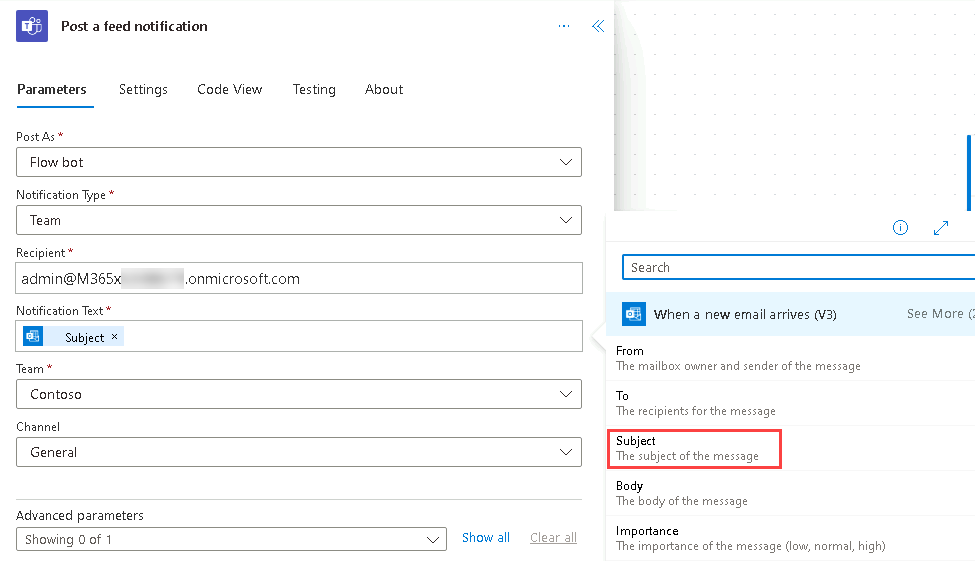 Post a feed notification
Parameters
Settings
Code View
Testing
About
Post As *
Flow bot
Notification Type *
Team
Recipient *
admin@M365x .onmicrosoft.com
Notification Text *
Subject ×
Team *
Contoso
Channel
General
Advanced parameters
Showing 0 of 1
Show all
Clear all
Search
When a new email arrives (V3)
See More (2
From
The mailbox owner and sender of the message
To
The recipients for the message
Subject
The subject of the message
Body
The body of the message
Importance
The importance of the message (low, normal, high)